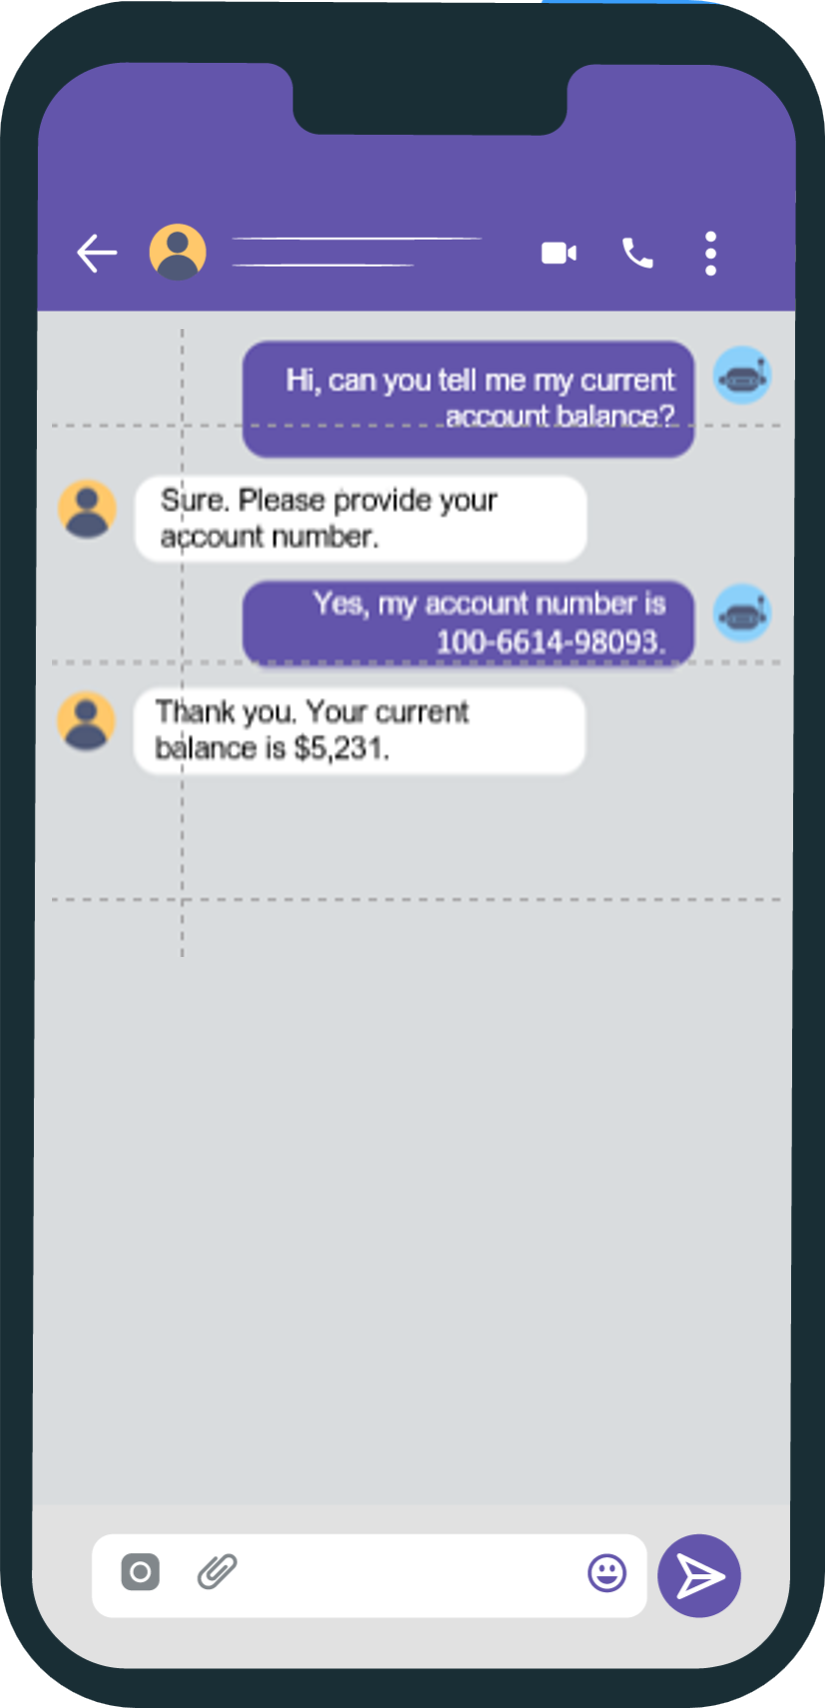 Hi, can you tell me my current
account balance?
Sure. Please provide your
account number.
Yes, my account number is
100-6614-98093.
Thank you. Your current
balance is $5,231.